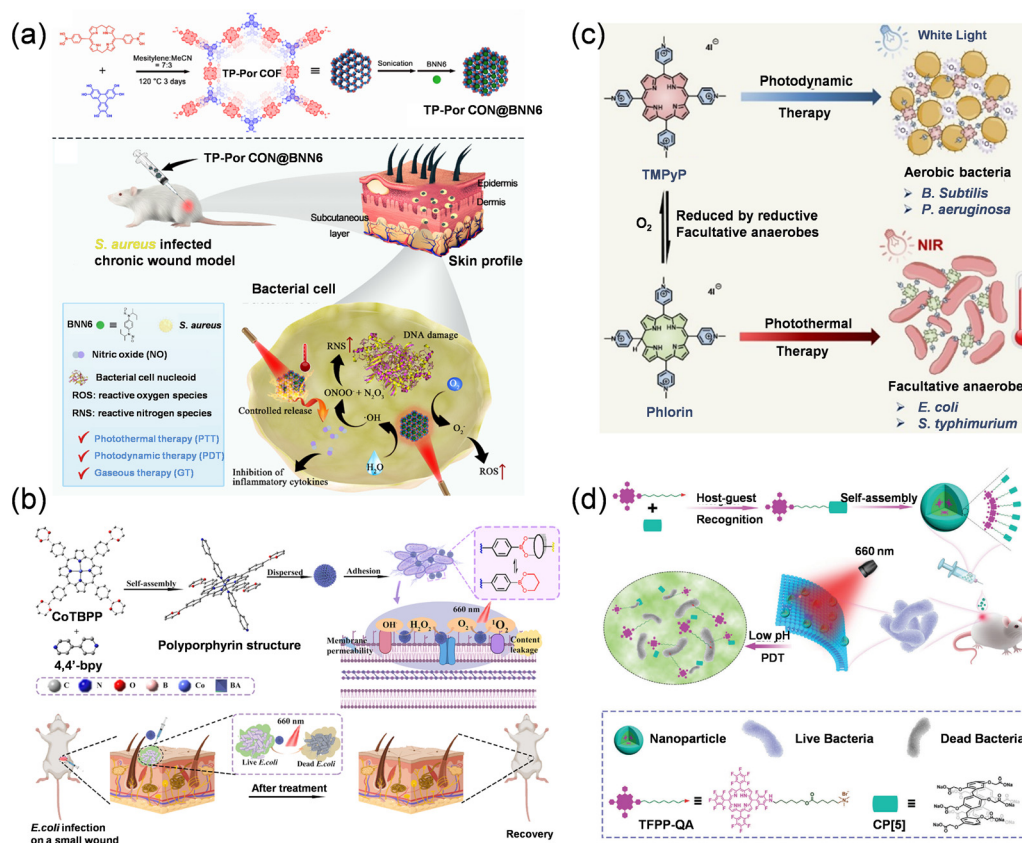 (a)
Mesitylene:MeCN
= 7:3
120 °C 3 days
TP-Por COF
Sonication
BNN6
TP-Por CON@BNN6
TP-Por CON@BNN6
S. aureus infected
chronic wound model
Epidermis
Dermis
Subcutaneous
layer
Skin profile
BNN6
S. aureus
Nitric oxide (NO)
Bacterial cell nucleoid
ROS: reactive oxygen species
RNS: reactive nitrogen species
Photothermal therapy (PTT)
Photodynamic therapy (PDT)
Gaseous therapy (GT)
Bacterial cell
RNS
DNA damage
ONOO⁻ + N₂O₃
Controlled release
·OH
O₂
O₂⁻
H₂O
ROS
Inhibition of
inflammatory cytokines
(b)
CoTBPP
+
4,4'-bpy
Self-assembly
Polyporphyrin structure
Dispersed
Adhesion
660 nm
OH
H₂O₂
O₂
¹O₂
Membrane
permeability
Content
leakage
C
N
O
B
Co
BA
660 nm
Live E.coli
Dead E.coli
After treatment
E.coli infection
on a small wound
Recovery
(c)
4I⊖
TMPyP
Photodynamic
Therapy
White Light
Aerobic bacteria
B. Subtilis
P. aeruginosa
O₂
Reduced by reductive
Facultative anaerobes
4I⊖
Phlorin
Photothermal
Therapy
NIR
Facultative anaerobe
E. coli
S. typhimurium
(d)
Host-guest
Recognition
Self-assembly
660 nm
Low pH
PDT
Nanoparticle
Live Bacteria
Dead Bacteria
TFPP-QA
CP[5]